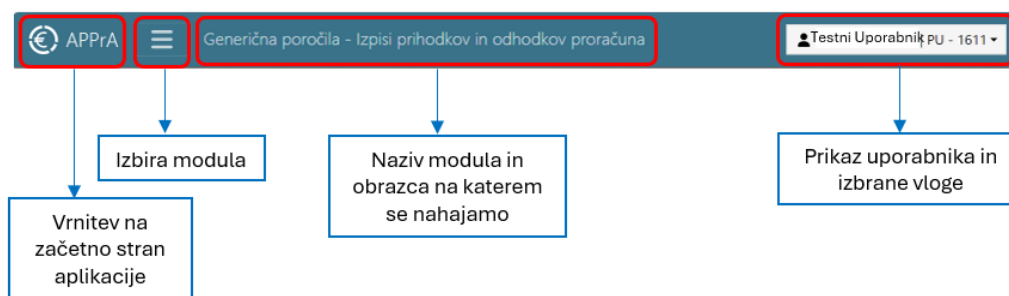 APPrA
Generična poročila - Izpisi prihodkov in odhodkov proračuna
Testni Uporabnik | PU - 1611
Izbira modula
Naziv modula in
obrazca na katerem
se nahajamo
Prikaz uporabnika in
izbrane vloge
Vrnitev na
začetno stran
aplikacije